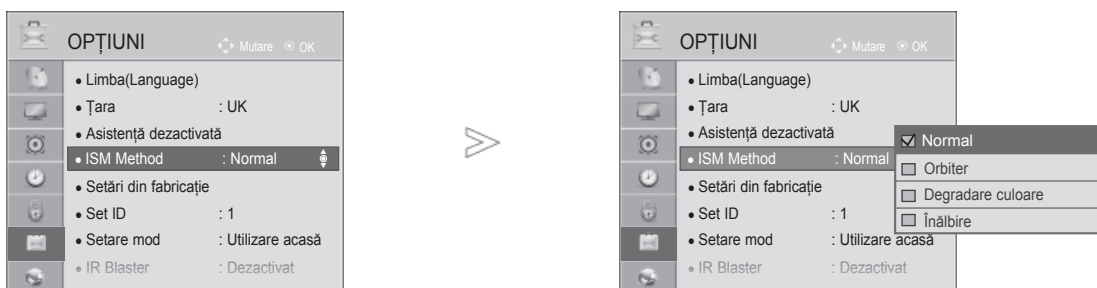 OPȚIUNI Mutare OK
• Limba(Language)
• Țara : UK
• Asistență dezactivată
• ISM Method : Normal
• Setări din fabricație
• Set ID : 1
• Setare mod : Utilizare acasă
• IR Blaster : Dezactivat
OPȚIUNI Mutare OK
• Limba(Language)
• Țara : UK
• Asistență dezactivată
• ISM Method : Normal
• Setări din fabricație
• Set ID : 1
• Setare mod : Utilizare acasă
• IR Blaster : Dezactivat
Normal
Orbiter
Degradare culoare
Înălbire